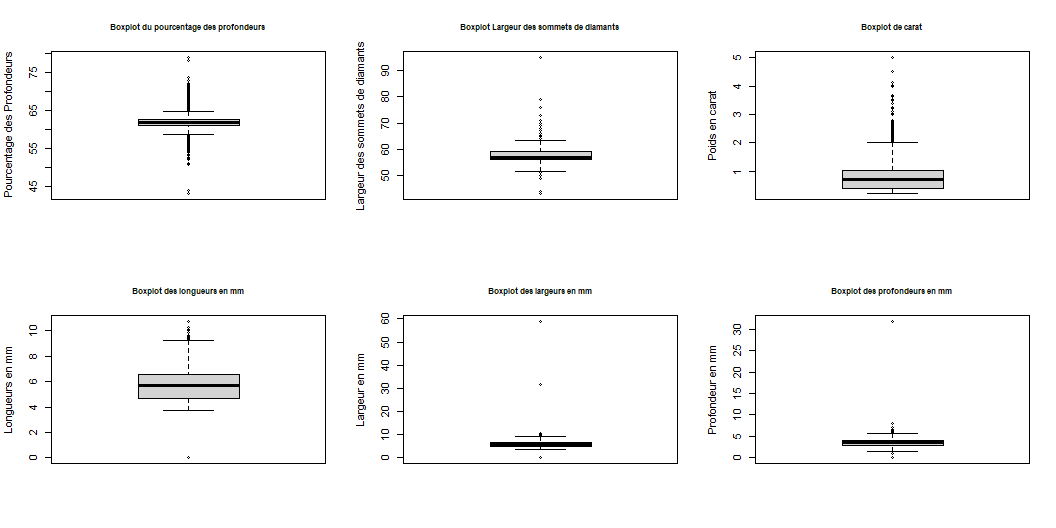 Boxplot du pourcentage des profondeurs
Pourcentage des Profondeurs
75
65
55
45
Boxplot Largeur des sommets de diamants
Largeur des sommets de diamants
90
80
70
60
50
Boxplot de carat
Poids en carat
5
4
3
2
1
Boxplot des longueurs en mm
Longueurs en mm
10
8
6
4
2
0
Boxplot des largeurs en mm
Largeur en mm
60
50
40
30
20
10
0
Boxplot des profondeurs en mm
Profondeur en mm
30
25
20
15
10
5
0